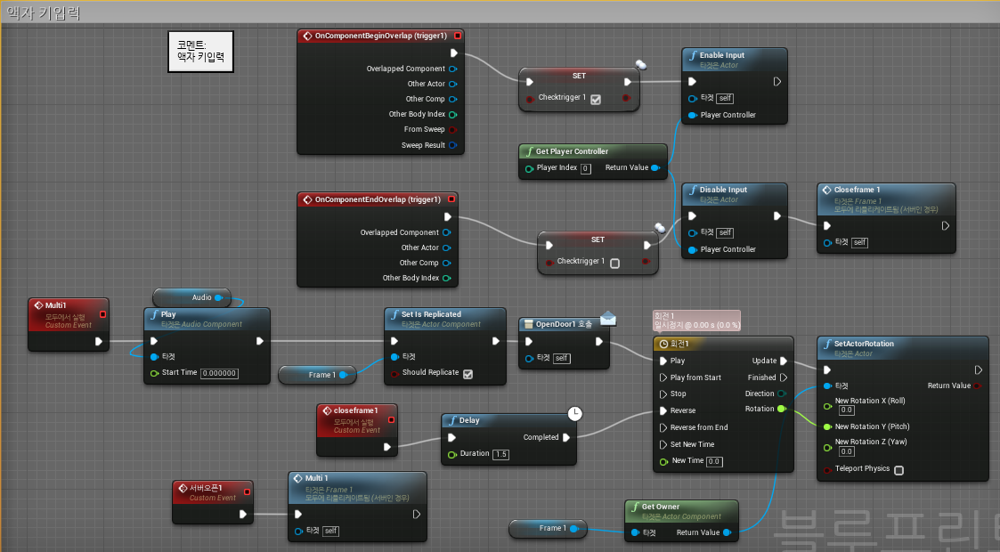 액자 키입력
코멘트:
액자 키입력
OnComponentBeginOverlap (trigger1)
Overlapped Component
Other Actor
Other Comp
Other Body Index
From Sweep
Sweep Result
SET
Checktrigger 1
Enable Input
타겟은 Actor
타겟 self
Player Controller
Get Player Controller
Player Index 0 Return Value
OnComponentEndOverlap (trigger1)
Overlapped Component
Other Actor
Other Comp
Other Body Index
SET
Checktrigger 1
Disable Input
타겟은 Actor
타겟 self
Player Controller
Closeframe 1
타겟은 Frame 1
모두에 리플리케이트됨 (서버인 경우)
타겟 self
Multi1
모두에서 실행
Custom Event
Audio
Play
타겟은 Audio Component
타겟
Start Time 0.000000
Frame 1
Set Is Replicated
타겟은 Actor Component
타겟
Should Replicate
OpenDoor1 호출
타겟 self
회전1
일시정지 @ 0.00 s (0.0 %)
회전1
Play Update
Play from Start Finished
Stop Direction
Reverse Rotation
Reverse from End
Set New Time
New Time 0.0
SetActorRotation
타겟은 Actor
타겟 Return Value
New Rotation X (Roll)
0.0
New Rotation Y (Pitch)
New Rotation Z (Yaw)
0.0
Teleport Physics
closeframe1
모두에서 실행
Custom Event
Delay
Completed
Duration 1.5
서버오픈1
Custom Event
Multi 1
타겟은 Frame 1
모두에 리플리케이트됨 (서버인 경우)
타겟 self
Frame 1
Get Owner
타겟은 Actor Component
타겟 Return Value
블루프린